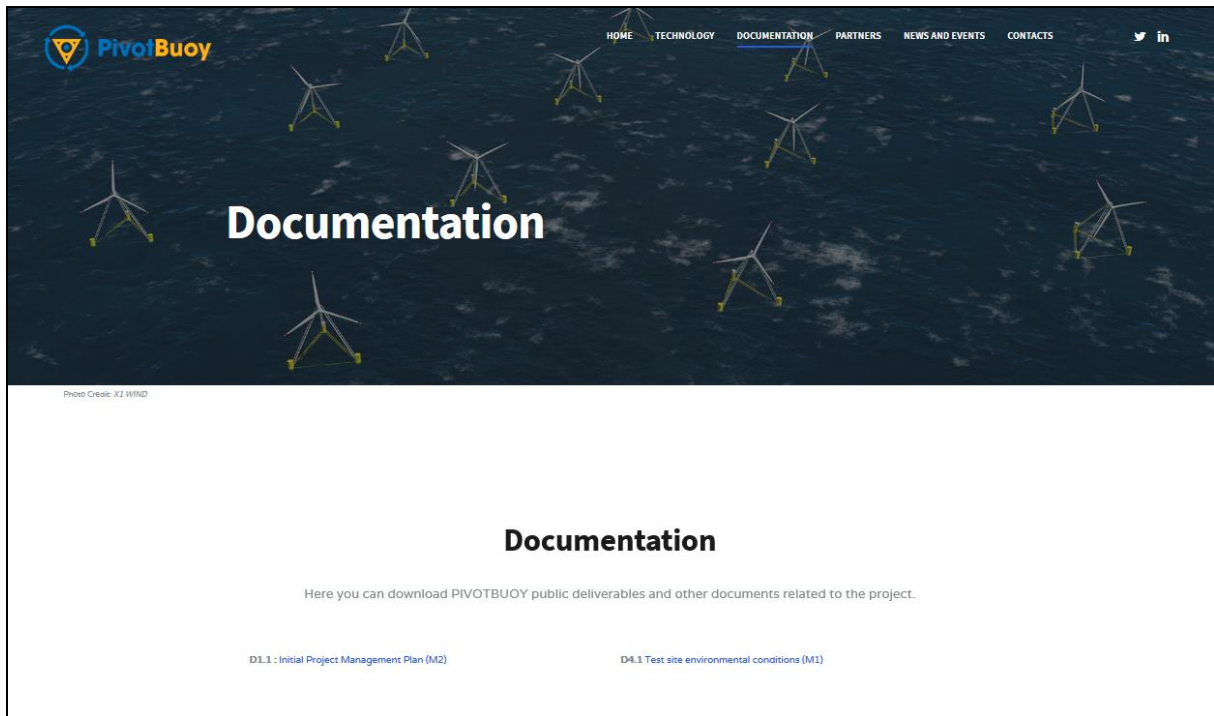 PivotBuoy
HOME TECHNOLOGY DOCUMENTATION PARTNERS NEWS AND EVENTS CONTACTS
Documentation
Photo Credit: X1 WIND
Documentation
Here you can download PIVOTBUOY public deliverables and other documents related to the project.
D1.1 : Initial Project Management Plan (M2)
D4.1 Test site environmental conditions (M1)